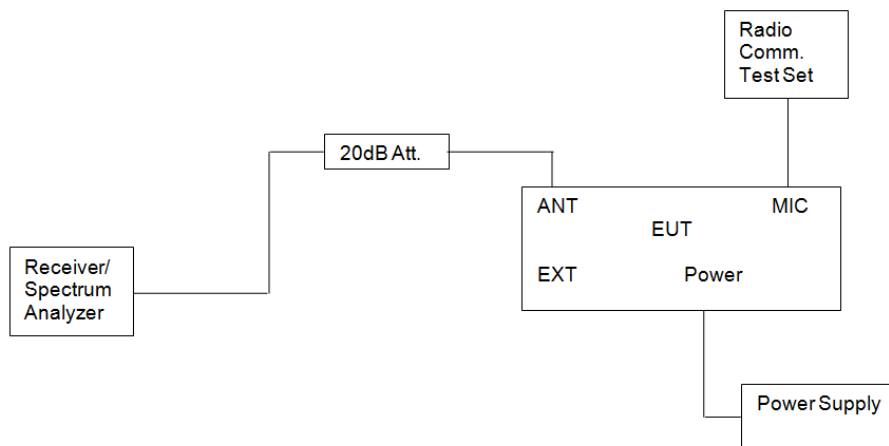 Radio
Comm.
Test Set
20dB Att.
ANT
MIC
EUT
EXT
Power
Receiver/
Spectrum
Analyzer
Power Supply